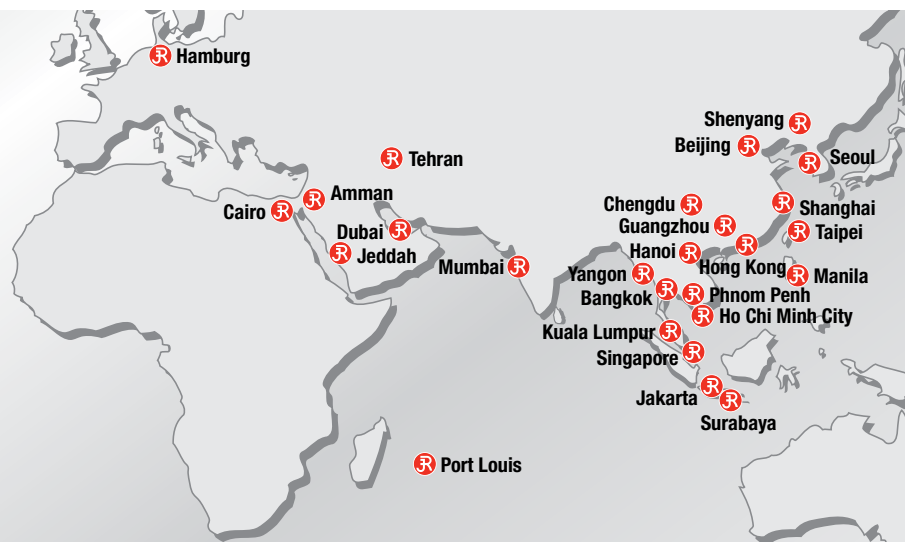 Hamburg
Shenyang
Beijing
Seoul
Tehran
Amman
Cairo
Chengdu
Shanghai
Guangzhou
Taipei
Dubai
Jeddah
Hanoi
Hong Kong
Mumbai
Yangon
Manila
Bangkok
Phnom Penh
Ho Chi Minh City
Kuala Lumpur
Singapore
Jakarta
Surabaya
Port Louis